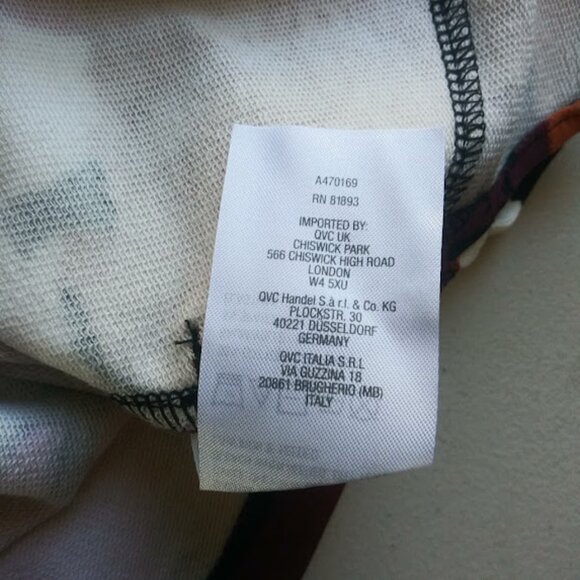 A470169
RN 81893
IMPORTED BY:
QVC UK
CHISWICK PARK
566 CHISWICK HIGH ROAD
LONDON
W4 5XU
QVC Handel S.à r.l. & Co. KG
PLOCKSTR. 30
40221 DÜSSELDORF
GERMANY
QVC ITALIA S.R.L
VIA GUZZINA 18
20861 BRUGHERIO (MB)
ITALY